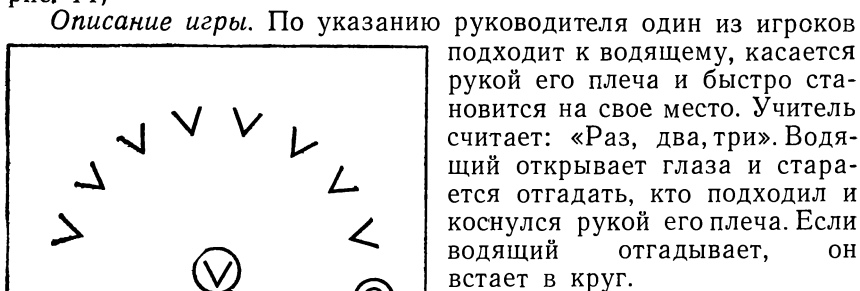 Описание игры. По указанию руководителя один из игроков
подходит к водящему, касается
рукой его плеча и быстро ста-
новится на свое место. Учитель
считает: «Раз, два, три». Водя-
щий открывает глаза и стара-
ется отгадать, кто подходил и
коснулся рукой его плеча. Если
водящий отгадывает, он
встает в круг.